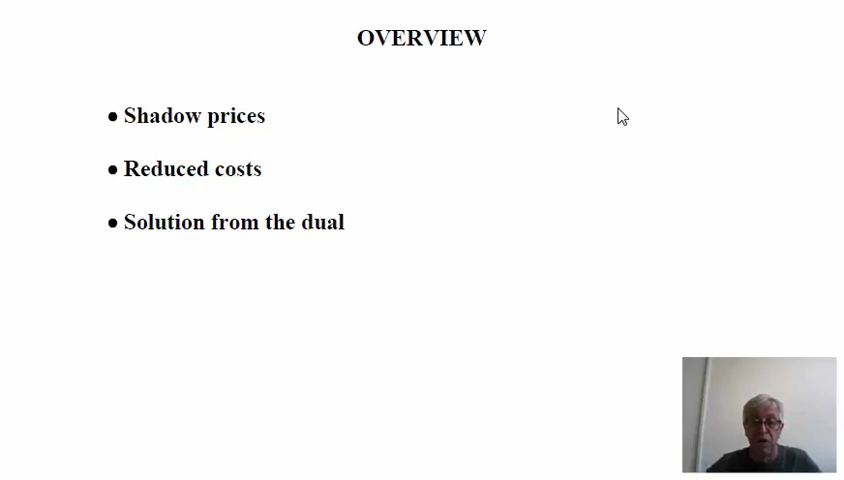 OVERVIEW
● Shadow prices
● Reduced costs
● Solution from the dual